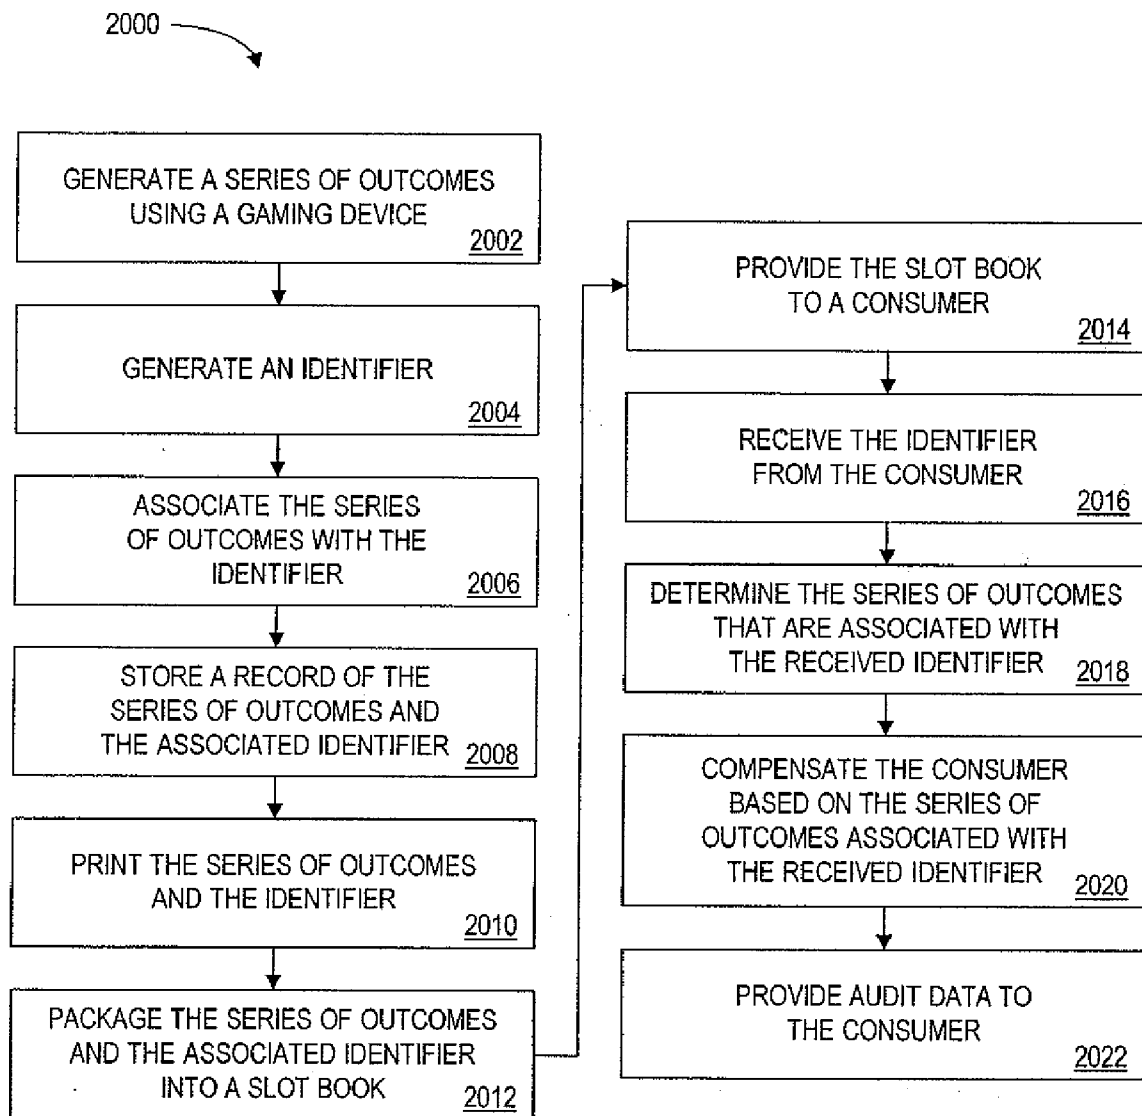 2000
GENERATE A SERIES OF OUTCOMES
USING A GAMING DEVICE
2002
GENERATE AN IDENTIFIER
2004
ASSOCIATE THE SERIES
OF OUTCOMES WITH THE
IDENTIFIER
2006
STORE A RECORD OF THE
SERIES OF OUTCOMES AND
THE ASSOCIATED IDENTIFIER
2008
PRINT THE SERIES OF OUTCOMES
AND THE IDENTIFIER
2010
PACKAGE THE SERIES OF OUTCOMES
AND THE ASSOCIATED IDENTIFIER
INTO A SLOT BOOK
2012
PROVIDE THE SLOT BOOK
TO A CONSUMER
2014
RECEIVE THE IDENTIFIER
FROM THE CONSUMER
2016
DETERMINE THE SERIES OF OUTCOMES
THAT ARE ASSOCIATED WITH
THE RECEIVED IDENTIFIER
2018
COMPENSATE THE CONSUMER
BASED ON THE SERIES OF
OUTCOMES ASSOCIATED WITH
THE RECEIVED IDENTIFIER
2020
PROVIDE AUDIT DATA TO
THE CONSUMER
2022